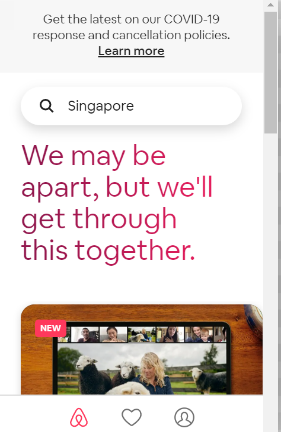 Get the latest on our COVID-19
response and cancellation policies.
Learn more
Singapore
We may be
apart, but we'll
get through
this together.
NEW